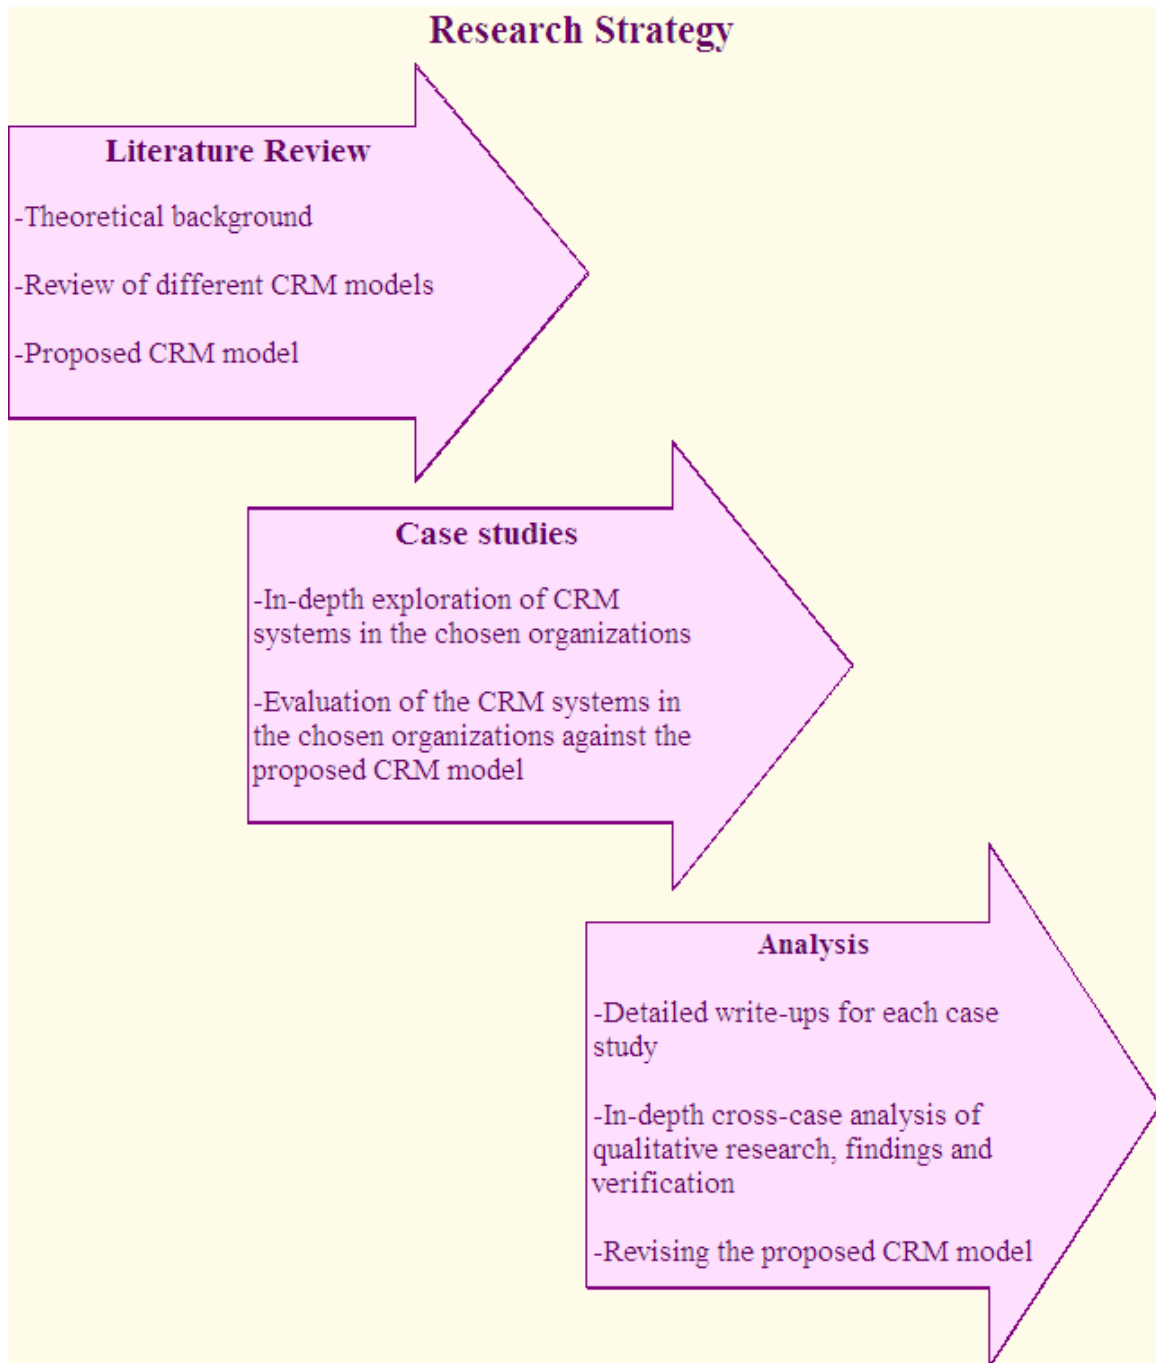 Research Strategy
Literature Review
-Theoretical background
-Review of different CRM models
-Proposed CRM model
Case studies
-In-depth exploration of CRM
systems in the chosen organizations
-Evaluation of the CRM systems in
the chosen organizations against the
proposed CRM model
Analysis
-Detailed write-ups for each case
study
-In-depth cross-case analysis of
qualitative research, findings and
verification
-Revising the proposed CRM model